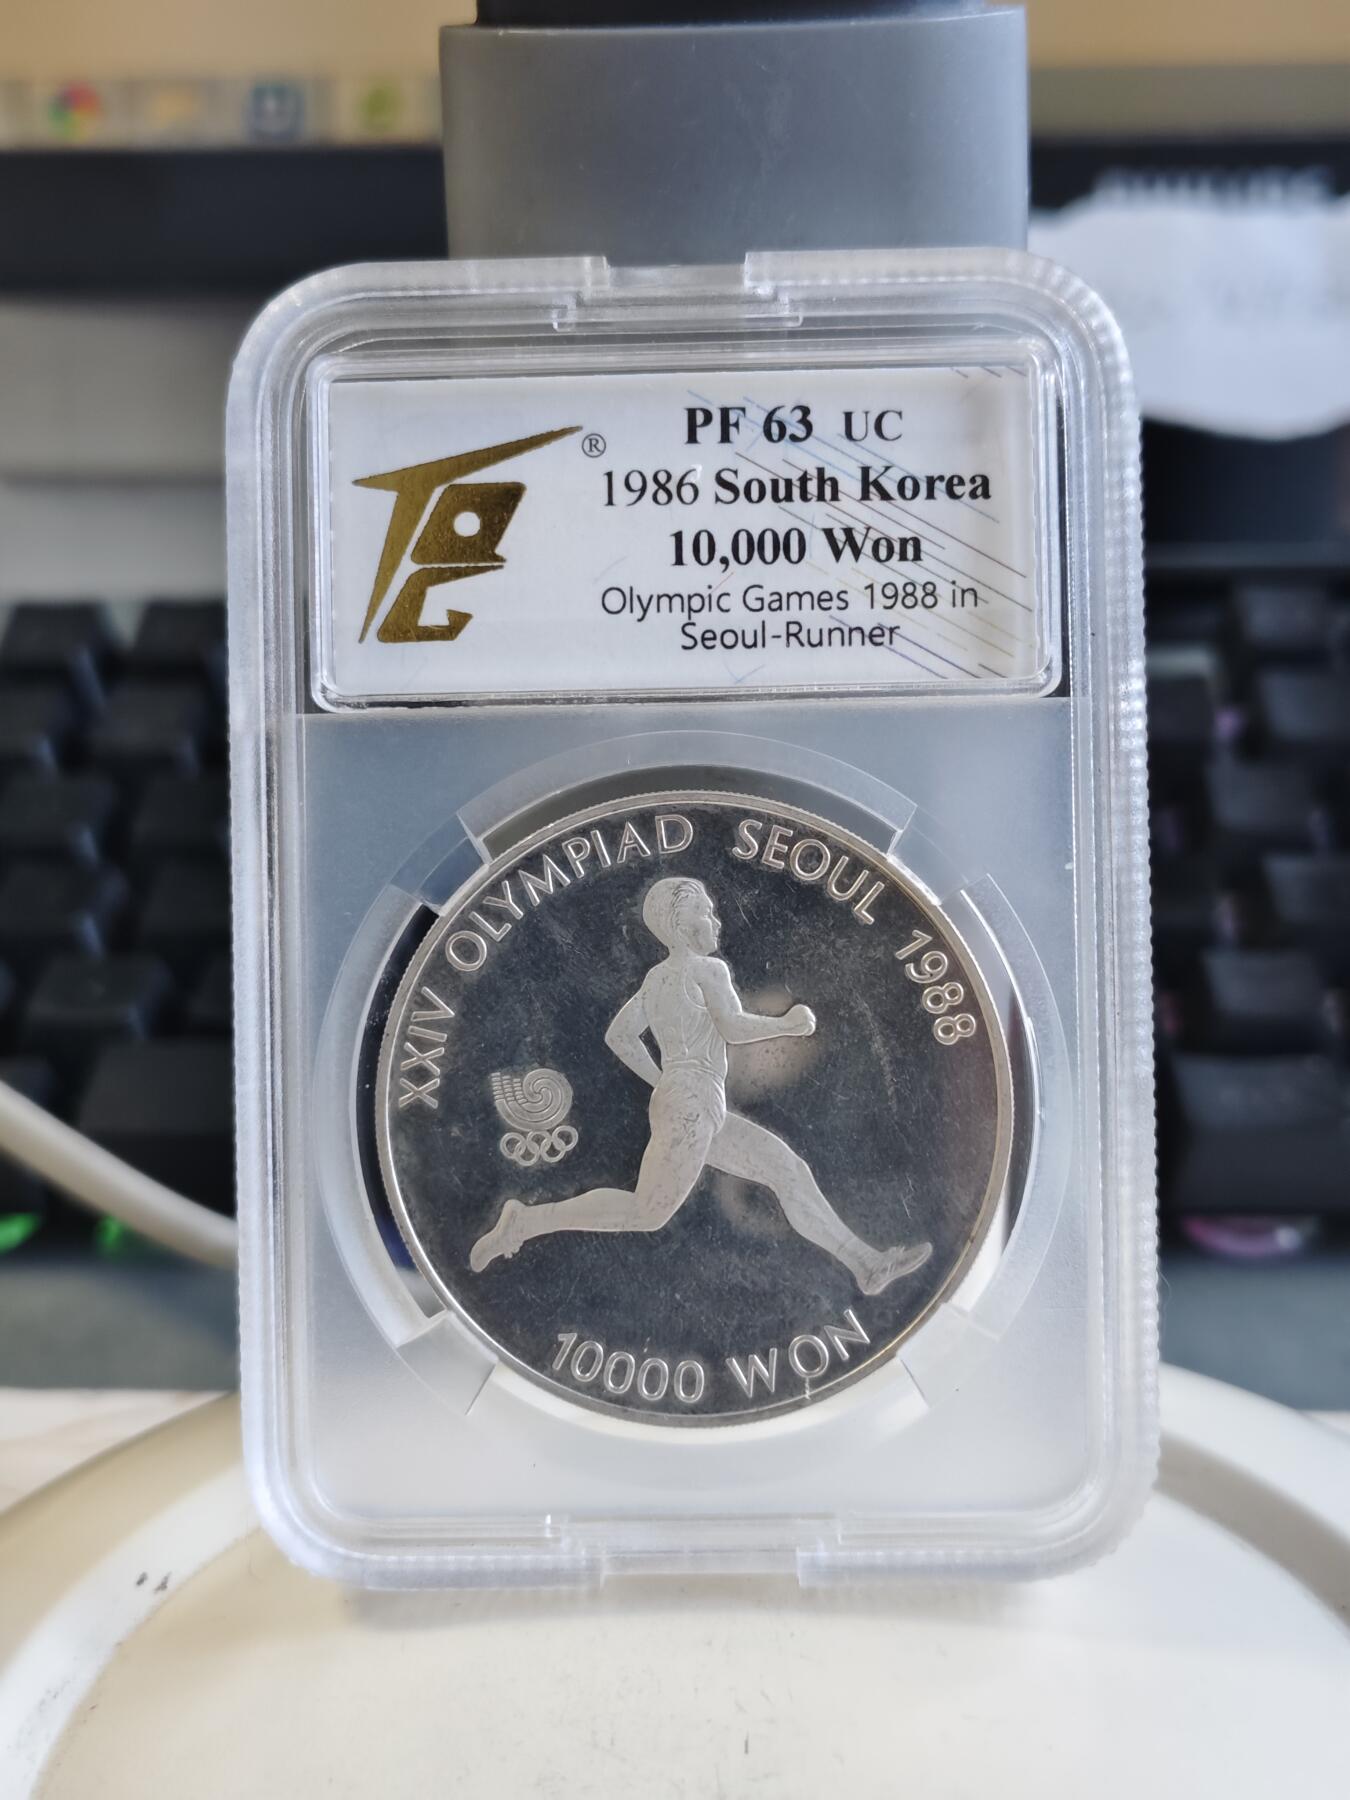 PF 63 UC
®
1986 South Korea
10,000 Won
Olympic Games 1988 in
Seoul-Runner
XXIV OLYMPIAD SEOUL 1988
10000 WON